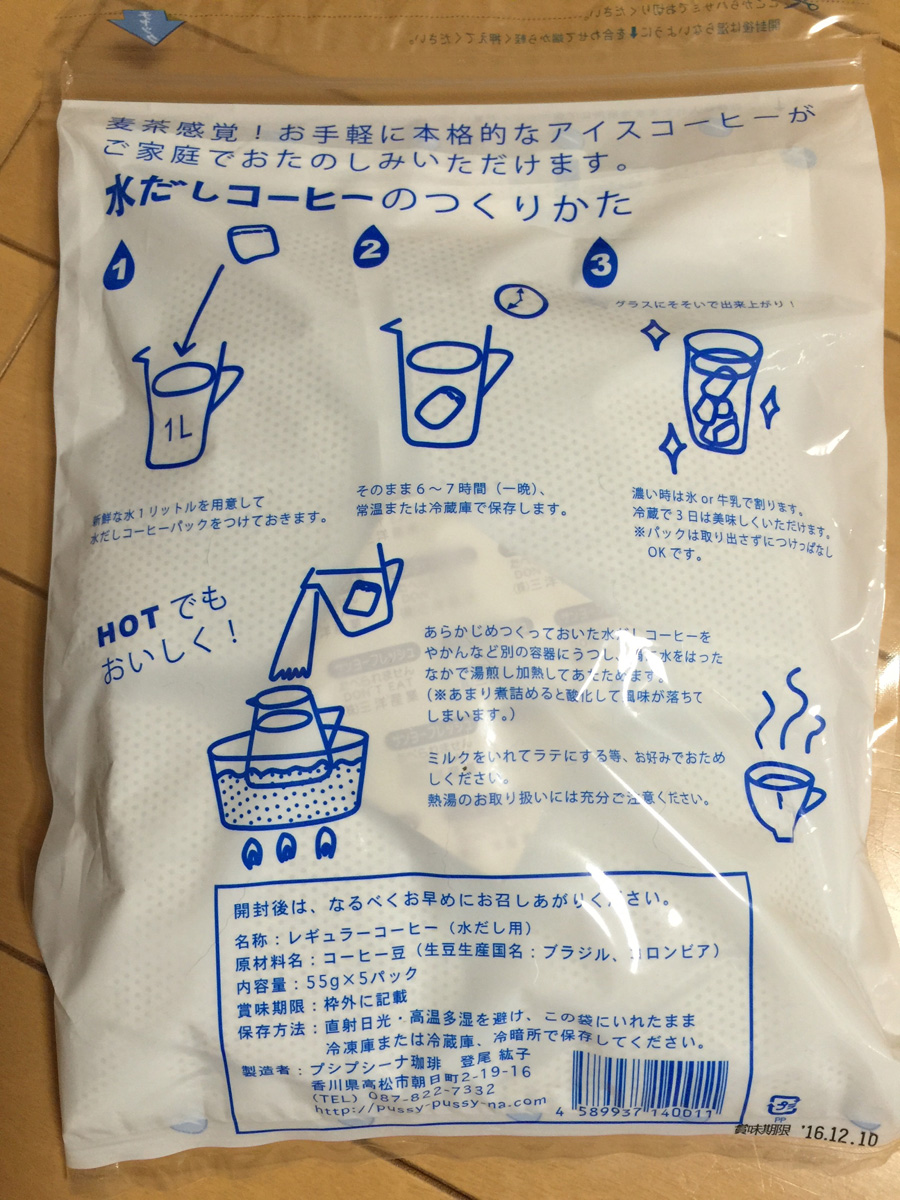 麦茶感覚！お手軽に本格的なアイスコーヒーが
ご家庭でおたのしみいただけます。
水だしコーヒーのつくりかた
1
2
3
1L
グラスにそそいで出来上がり！
新鮮な水1リットルを用意して
水だしコーヒーパックをつけておきます。
そのまま6～7時間（一晩）、
常温または冷蔵庫で保存します。
濃い時は氷or牛乳で割ります。
冷蔵で3日は美味しくいただけます。
※パックは取り出さずにつけっぱなし
OKです。
HOTでも
おいしく！
あらかじめつくっておいた水だしコーヒーを
やかんなど別の容器にうつし、水をはった
なかで湯煎し加熱してあたためます。
（※あまり煮詰めると酸化して風味が落ちて
しまいます。）
ミルクをいれてラテにする等、お好みでおため
しください。
熱湯のお取り扱いには充分ご注意ください。
開封後は、なるべくお早めにお召しあがりください。
名称：レギュラーコーヒー（水だし用）
原材料名：コーヒー豆（生豆生産国名：ブラジル、コロンビア）
内容量：55g×5パック
賞味期限：枠外に記載
保存方法：直射日光・高温多湿を避け、この袋にいれたまま
冷凍庫または冷蔵庫、冷暗所で保存してください。
製造者：プシプシーナ珈琲　登尾 紘子
香川県高松市朝日町2-19-16
（TEL）087-822-7332
http://pussy-pussy-na.com
4 589937 140011
プラ
PP
賞味期限 '16.12.10